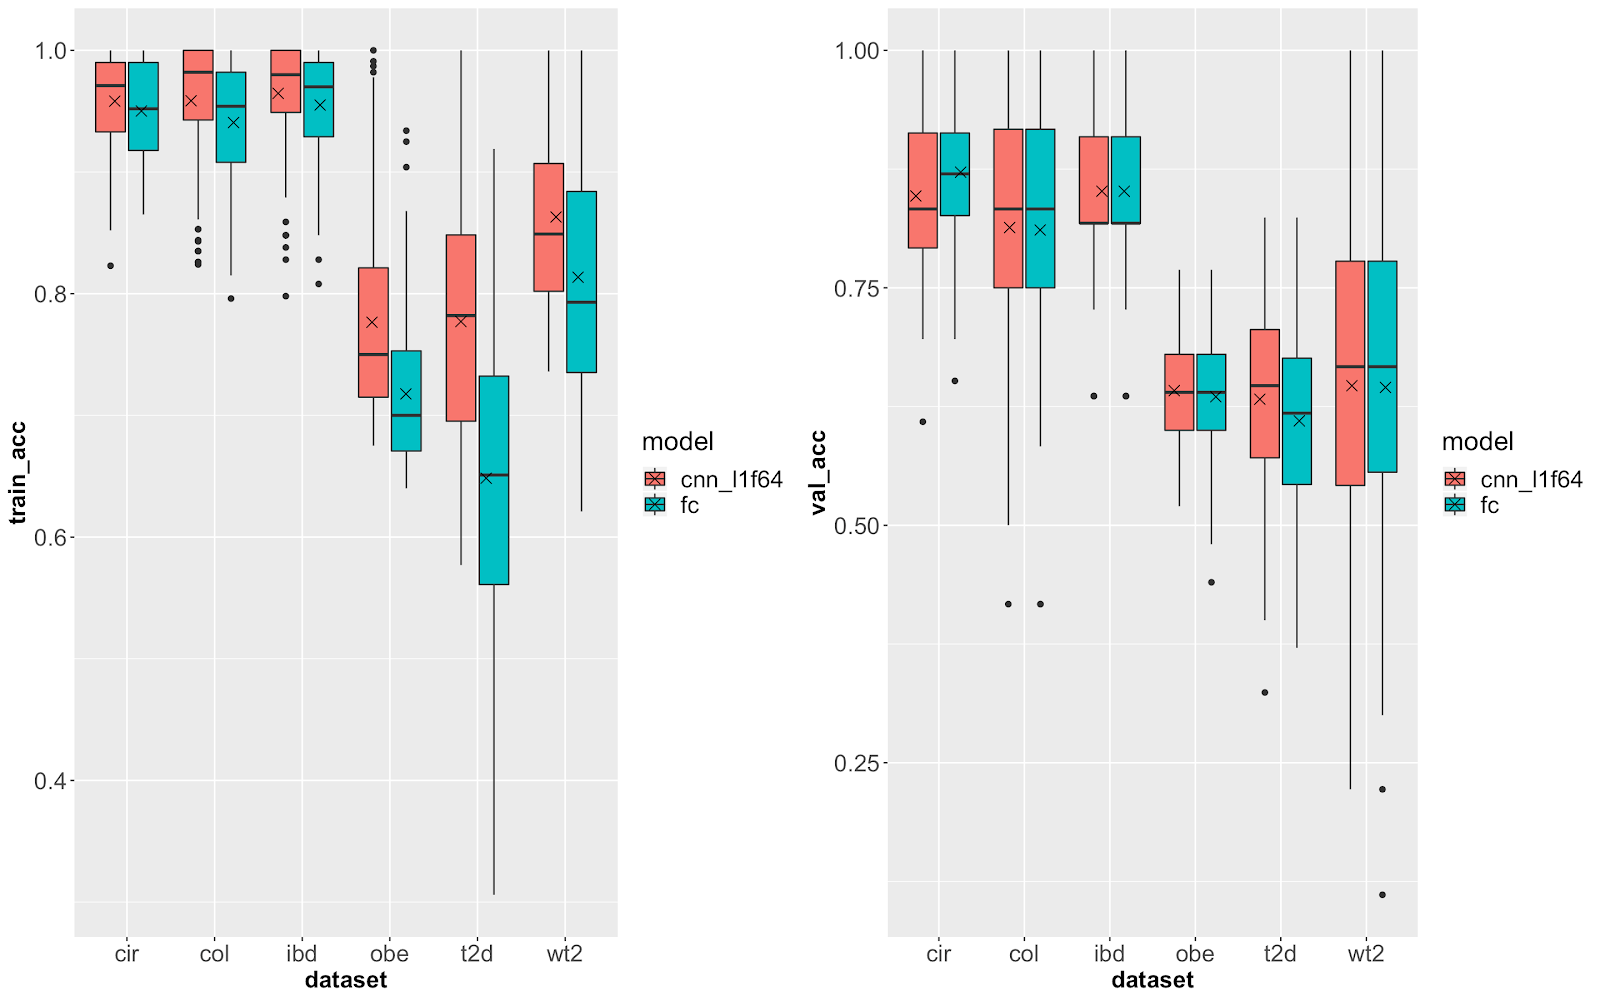 1.0
0.8
0.6
0.4
train_acc
cir col ibd obe t2d wt2
dataset
model
cnn_l1f64
fc
1.00
0.75
0.50
0.25
val_acc
cir col ibd obe t2d wt2
dataset
model
cnn_l1f64
fc